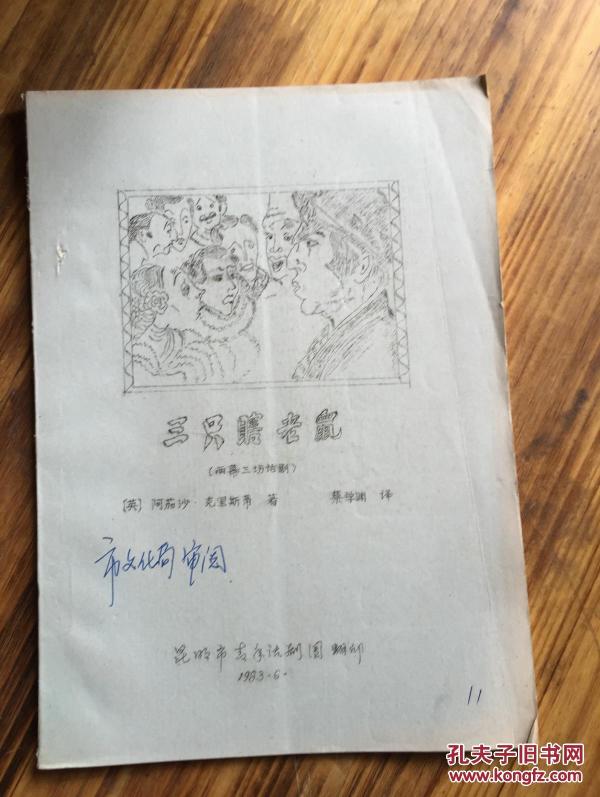 三只瞎老鼠
(两幕三场话剧)
[英] 阿茄沙·克里斯蒂 著 蔡学渊 译
市文化局审阅
昆明市青年话剧团翻印
1983·6·
11
孔夫子旧书网
www.kongfz.com